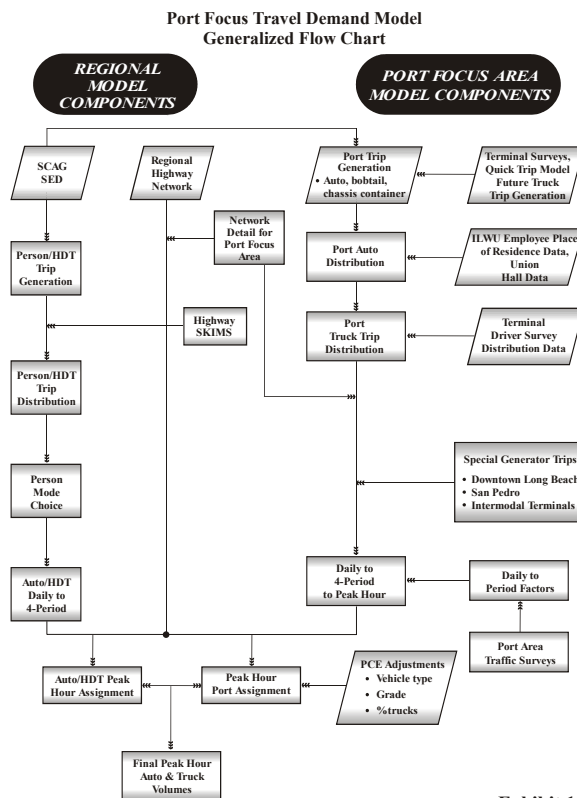 Port Focus Travel Demand Model
Generalized Flow Chart
REGIONAL
MODEL
COMPONENTS
PORT FOCUS AREA
MODEL COMPONENTS
SCAG
SED
Regional
Highway
Network
Port Trip
Generation
• Auto, bobtail,
chassis container
Terminal Surveys,
Quick Trip Model
Future Truck
Trip Generation
Network
Detail for
Port Focus
Area
Person/HDT
Trip
Generation
Port Auto
Distribution
ILWU Employee Place
of Residence Data,
Union
Hall Data
Highway
SKIMS
Port
Truck Trip
Distribution
Terminal
Driver Survey
Distribution Data
Person/HDT
Trip
Distribution
Person
Mode
Choice
Special Generator Trips
• Downtown Long Beach
• San Pedro
• Intermodal Terminals
Auto/HDT
Daily to
4-Period
Daily to
4-Period
to Peak Hour
Daily to
Period Factors
Port Area
Traffic Surveys
Auto/HDT Peak
Hour Assignment
Peak Hour
Port Assignment
PCE Adjustments
• Vehicle type
• Grade
• %trucks
Final Peak Hour
Auto & Truck
Volumes